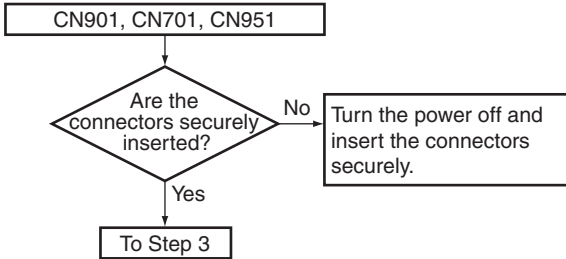 CN901, CN701, CN951
Are the
connectors securely
inserted?
No
Turn the power off and
insert the connectors
securely.
Yes
To Step 3